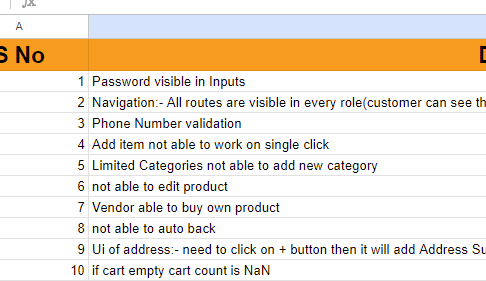 A
S No
1 Password visible in Inputs
2 Navigation:- All routes are visible in every role(customer can see th
3 Phone Number validation
4 Add item not able to work on single click
5 Limited Categories not able to add new category
6 not able to edit product
7 Vendor able to buy own product
8 not able to auto back
9 Ui of address:- need to click on + button then it will add Address Su
10 if cart empty cart count is NaN